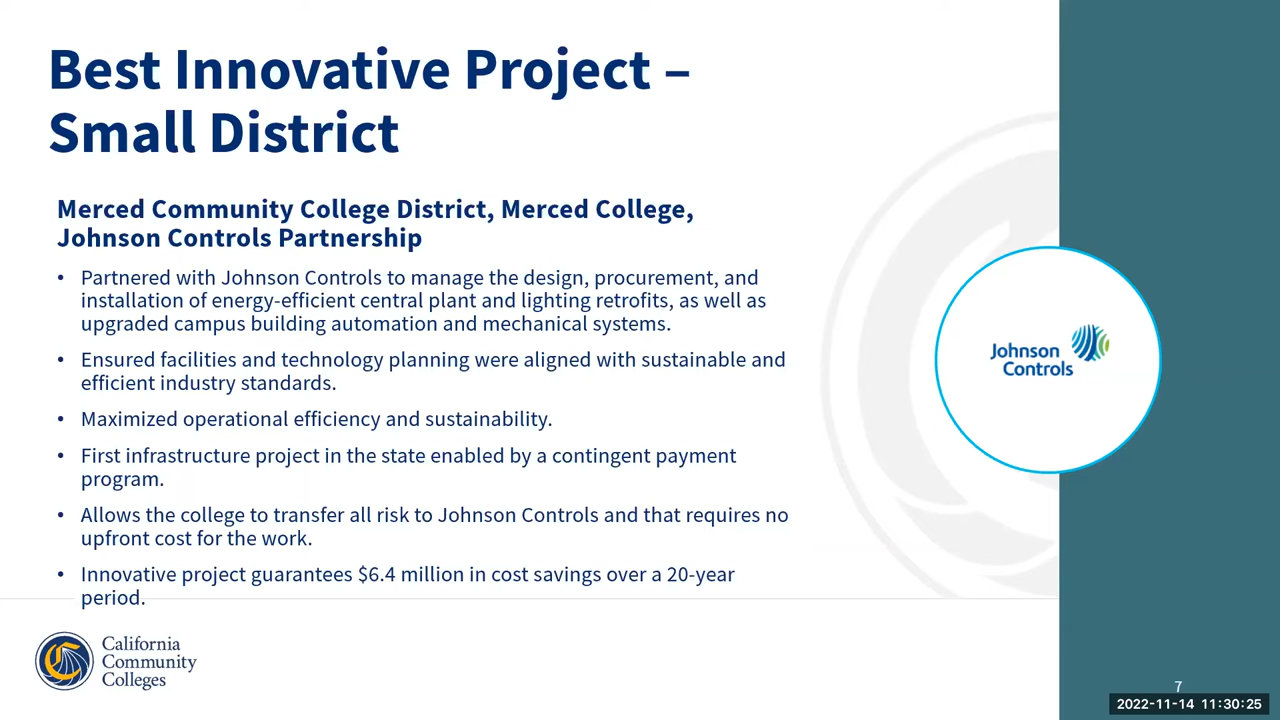 Best Innovative Project –
Small District
Merced Community College District, Merced College,
Johnson Controls Partnership
• Partnered with Johnson Controls to manage the design, procurement, and
installation of energy-efficient central plant and lighting retrofits, as well as
upgraded campus building automation and mechanical systems.
• Ensured facilities and technology planning were aligned with sustainable and
efficient industry standards.
• Maximized operational efficiency and sustainability.
• First infrastructure project in the state enabled by a contingent payment
program.
• Allows the college to transfer all risk to Johnson Controls and that requires no
upfront cost for the work.
• Innovative project guarantees $6.4 million in cost savings over a 20-year
period.
Johnson
Controls
California
Community
Colleges
7
2022-11-14 11:30:25